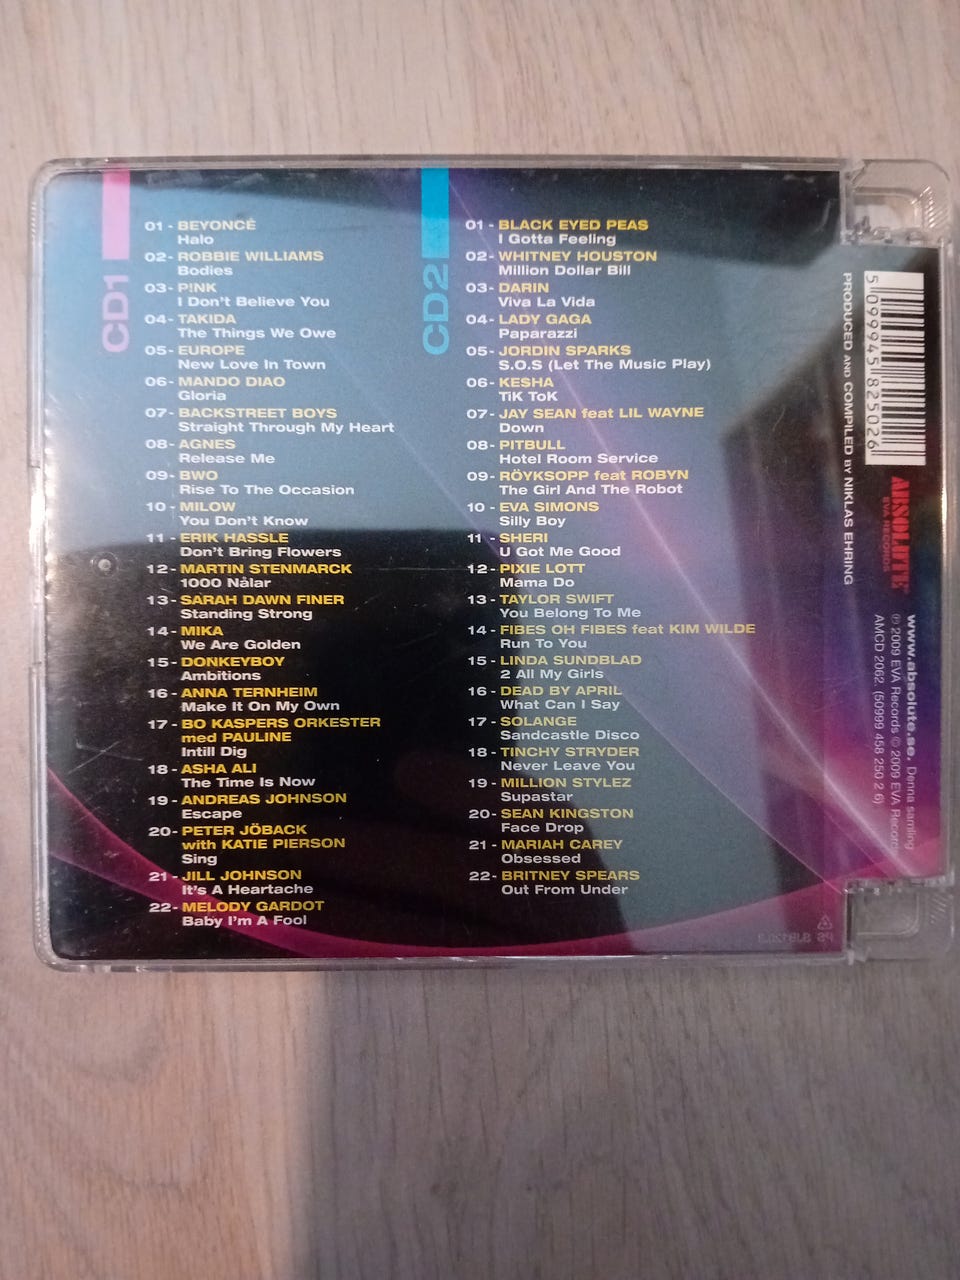 CD1
01 - BEYONCÉ
Halo
02- ROBBIE WILLIAMS
Bodies
03- P!NK
I Don't Believe You
04- TAKIDA
The Things We Owe
05- EUROPE
New Love In Town
06- MANDO DIAO
Gloria
07- BACKSTREET BOYS
Straight Through My Heart
08- AGNES
Release Me
09- BWO
Rise To The Occasion
10 - MILOW
You Don't Know
11 - ERIK HASSLE
Don't Bring Flowers
12- MARTIN STENMARCK
1000 Nålar
13- SARAH DAWN FINER
Standing Strong
14 - MIKA
We Are Golden
15- DONKEYBOY
Ambitions
16 - ANNA TERNHEIM
Make It On My Own
17 - BO KASPERS ORKESTER
med PAULINE
Intill Dig
18 - ASHA ALI
The Time Is Now
19 - ANDREAS JOHNSON
Escape
20- PETER JÖBACK
with KATIE PIERSON
Sing
21 - JILL JOHNSON
It's A Heartache
22- MELODY GARDOT
Baby I'm A Fool
CD2
01 - BLACK EYED PEAS
I Gotta Feeling
02- WHITNEY HOUSTON
Million Dollar Bill
03- DARIN
Viva La Vida
04- LADY GAGA
Paparazzi
05- JORDIN SPARKS
S.O.S (Let The Music Play)
06- KESHA
TiK ToK
07- JAY SEAN feat LIL WAYNE
Down
08- PITBULL
Hotel Room Service
09- RÖYKSOPP feat ROBYN
The Girl And The Robot
10 - EVA SIMONS
Silly Boy
11 - SHERI
U Got Me Good
12- PIXIE LOTT
Mama Do
13 - TAYLOR SWIFT
You Belong To Me
14 - FIBES OH FIBES feat KIM WILDE
Run To You
15 - LINDA SUNDBLAD
2 All My Girls
16 - DEAD BY APRIL
What Can I Say
17 - SOLANGE
Sandcastle Disco
18 - TINCHY STRYDER
Never Leave You
19 - MILLION STYLEZ
Supastar
20- SEAN KINGSTON
Face Drop
21 - MARIAH CAREY
Obsessed
22- BRITNEY SPEARS
Out From Under
5 099945 825026
PRODUCED AND COMPILED BY NIKLAS EHRING
ABSOLUTE
EVA RECORDS
www.absolute.se. Denna samling
℗ 2009 EVA Records © 2009 EVA Records
AMCD 2062. (50999 458 250 2 6)